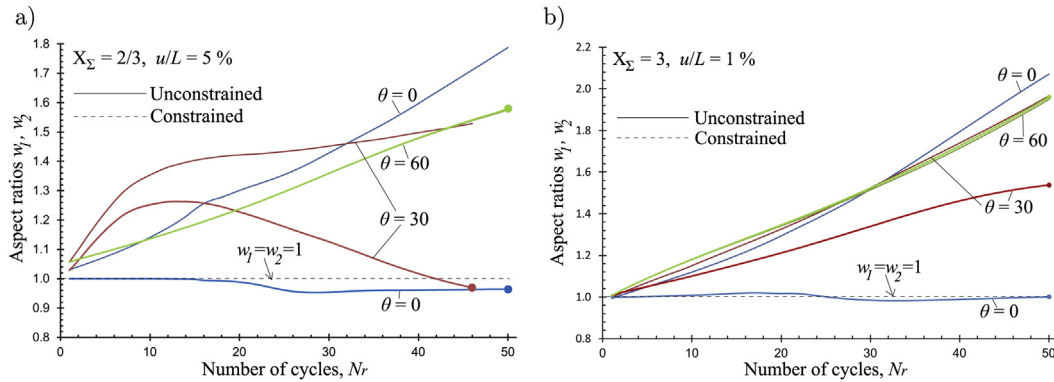 a)
X_Σ = 2/3, u/L = 5 %
Unconstrained
Constrained
θ = 0
θ = 60
θ = 30
w₁=w₂=1
θ = 0
Aspect ratios w₁, w₂
1.8
1.7
1.6
1.5
1.4
1.3
1.2
1.1
1.0
0.9
0.8
0 10 20 30 40 50
Number of cycles, Nr
b)
X_Σ = 3, u/L = 1 %
Unconstrained
Constrained
θ = 0
θ = 60
θ = 30
w₁=w₂=1
θ = 0
Aspect ratios w₁, w₂
2.2
2.0
1.8
1.6
1.4
1.2
1.0
0.8
0 10 20 30 40 50
Number of cycles, Nr